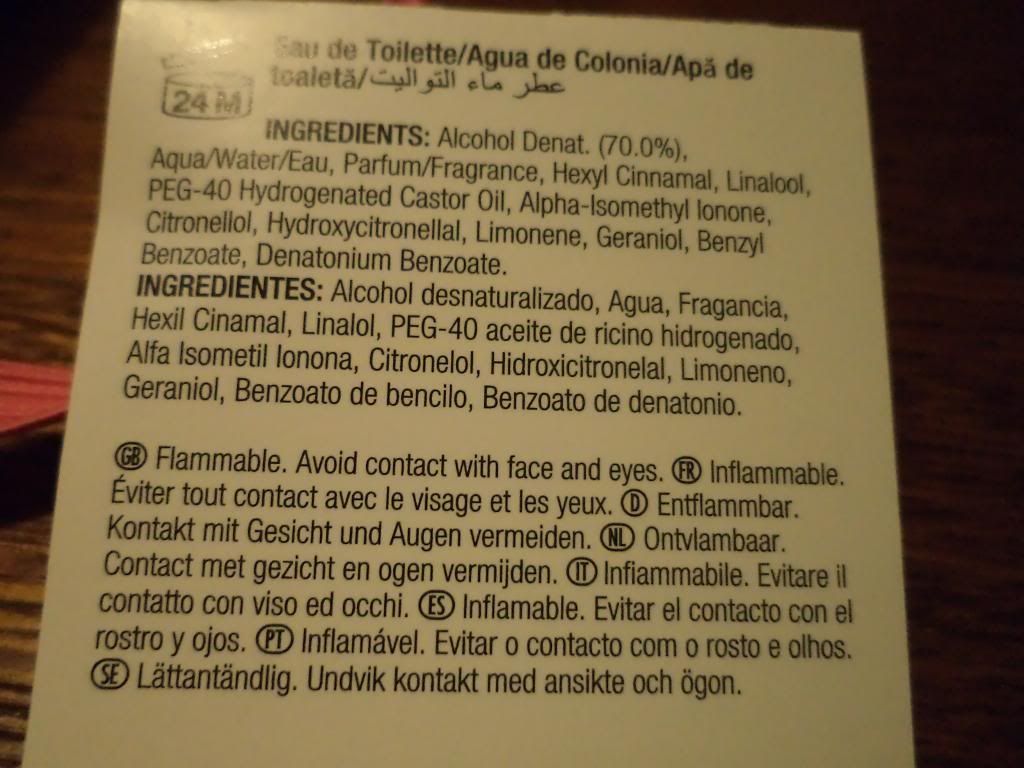 Eau de Toilette/Agua de Colonia/Apă de
toaletă/عطر ماء التواليت
24 M
INGREDIENTS: Alcohol Denat. (70.0%),
Aqua/Water/Eau, Parfum/Fragrance, Hexyl Cinnamal, Linalool,
PEG-40 Hydrogenated Castor Oil, Alpha-Isomethyl Ionone,
Citronellol, Hydroxycitronellal, Limonene, Geraniol, Benzyl
Benzoate, Denatonium Benzoate.
INGREDIENTES: Alcohol desnaturalizado, Agua, Fragancia,
Hexil Cinamal, Linalol, PEG-40 aceite de ricino hidrogenado,
Alfa Isometil Ionona, Citronelol, Hidroxicitronelal, Limoneno,
Geraniol, Benzoato de bencilo, Benzoato de denatonio.
GB Flammable. Avoid contact with face and eyes. FR Inflammable.
Éviter tout contact avec le visage et les yeux. D Entflammbar.
Kontakt mit Gesicht und Augen vermeiden. NL Ontvlambaar.
Contact met gezicht en ogen vermijden. IT Infiammabile. Evitare il
contatto con viso ed occhi. ES Inflamable. Evitar el contacto con el
rostro y ojos. PT Inflamável. Evitar o contacto com o rosto e olhos.
SE Lättantändlig. Undvik kontakt med ansikte och ögon.